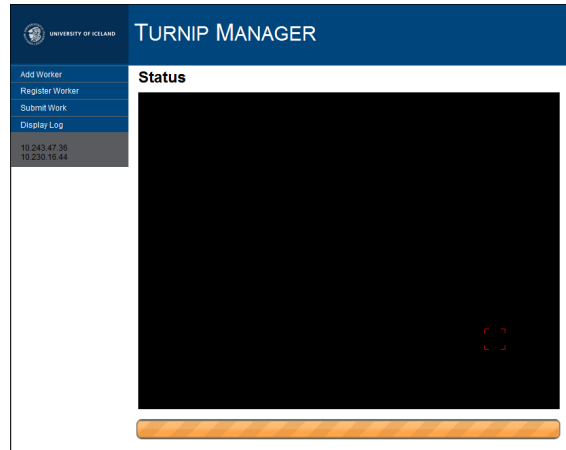 UNIVERSITY OF ICELAND
TURNIP MANAGER
Add Worker
Register Worker
Submit Work
Display Log
10.243.47.36
10.230.16.44
Status